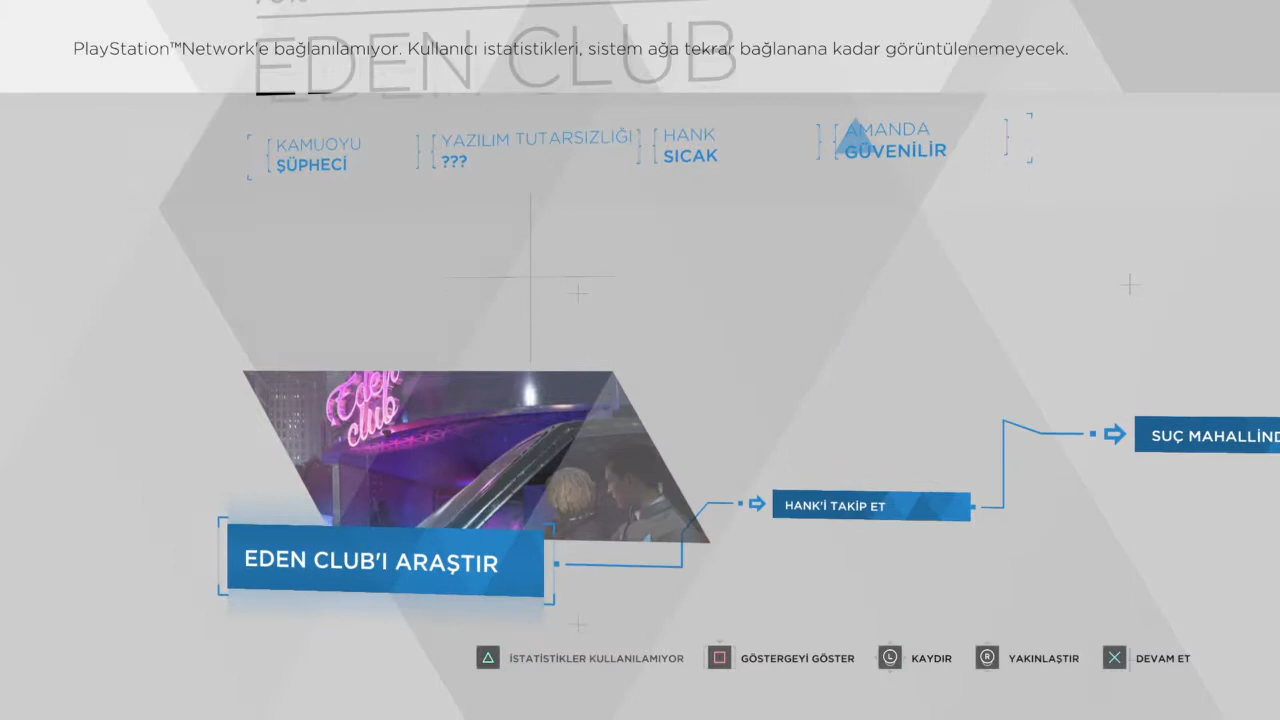 PlayStation™Network'e bağlanılamıyor. Kullanıcı istatistikleri, sistem ağa tekrar bağlanana kadar görüntülenemeyecek.
EDEN CLUB
KAMUOYU
ŞÜPHECİ
YAZILIM TUTARSIZLIĞI
???
HANK
SICAK
AMANDA
GÜVENİLİR
Eden
club
SUÇ MAHALLİND
HANK'İ TAKİP ET
EDEN CLUB'I ARAŞTIR
İSTATİSTİKLER KULLANILAMIYOR
GÖSTERGEYİ GÖSTER
L
KAYDIR
R
YAKINLAŞTIR
DEVAM ET